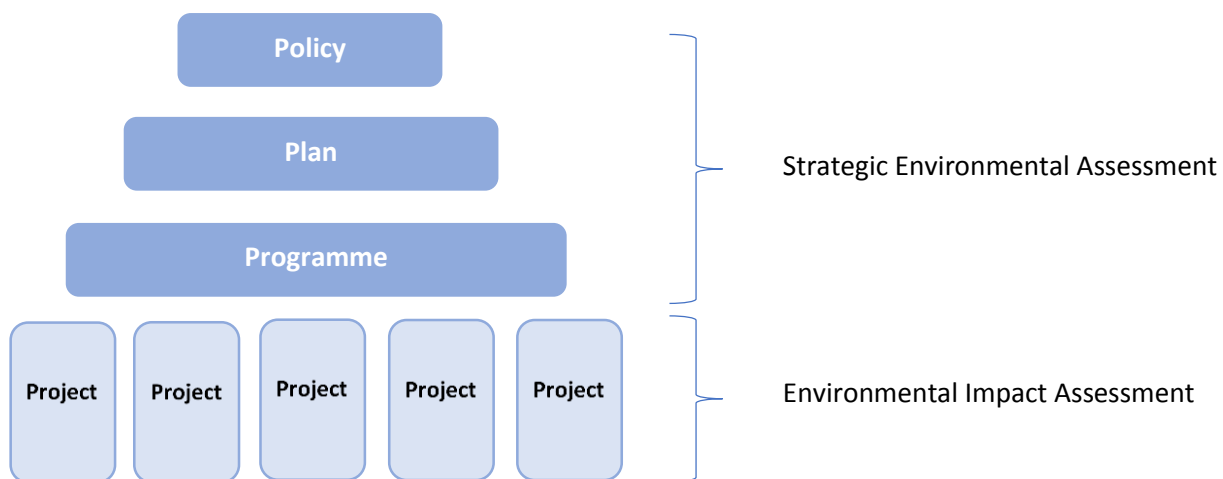 Policy
Plan
Strategic Environmental Assessment
Programme
Project
Project
Project
Project
Project
Environmental Impact Assessment